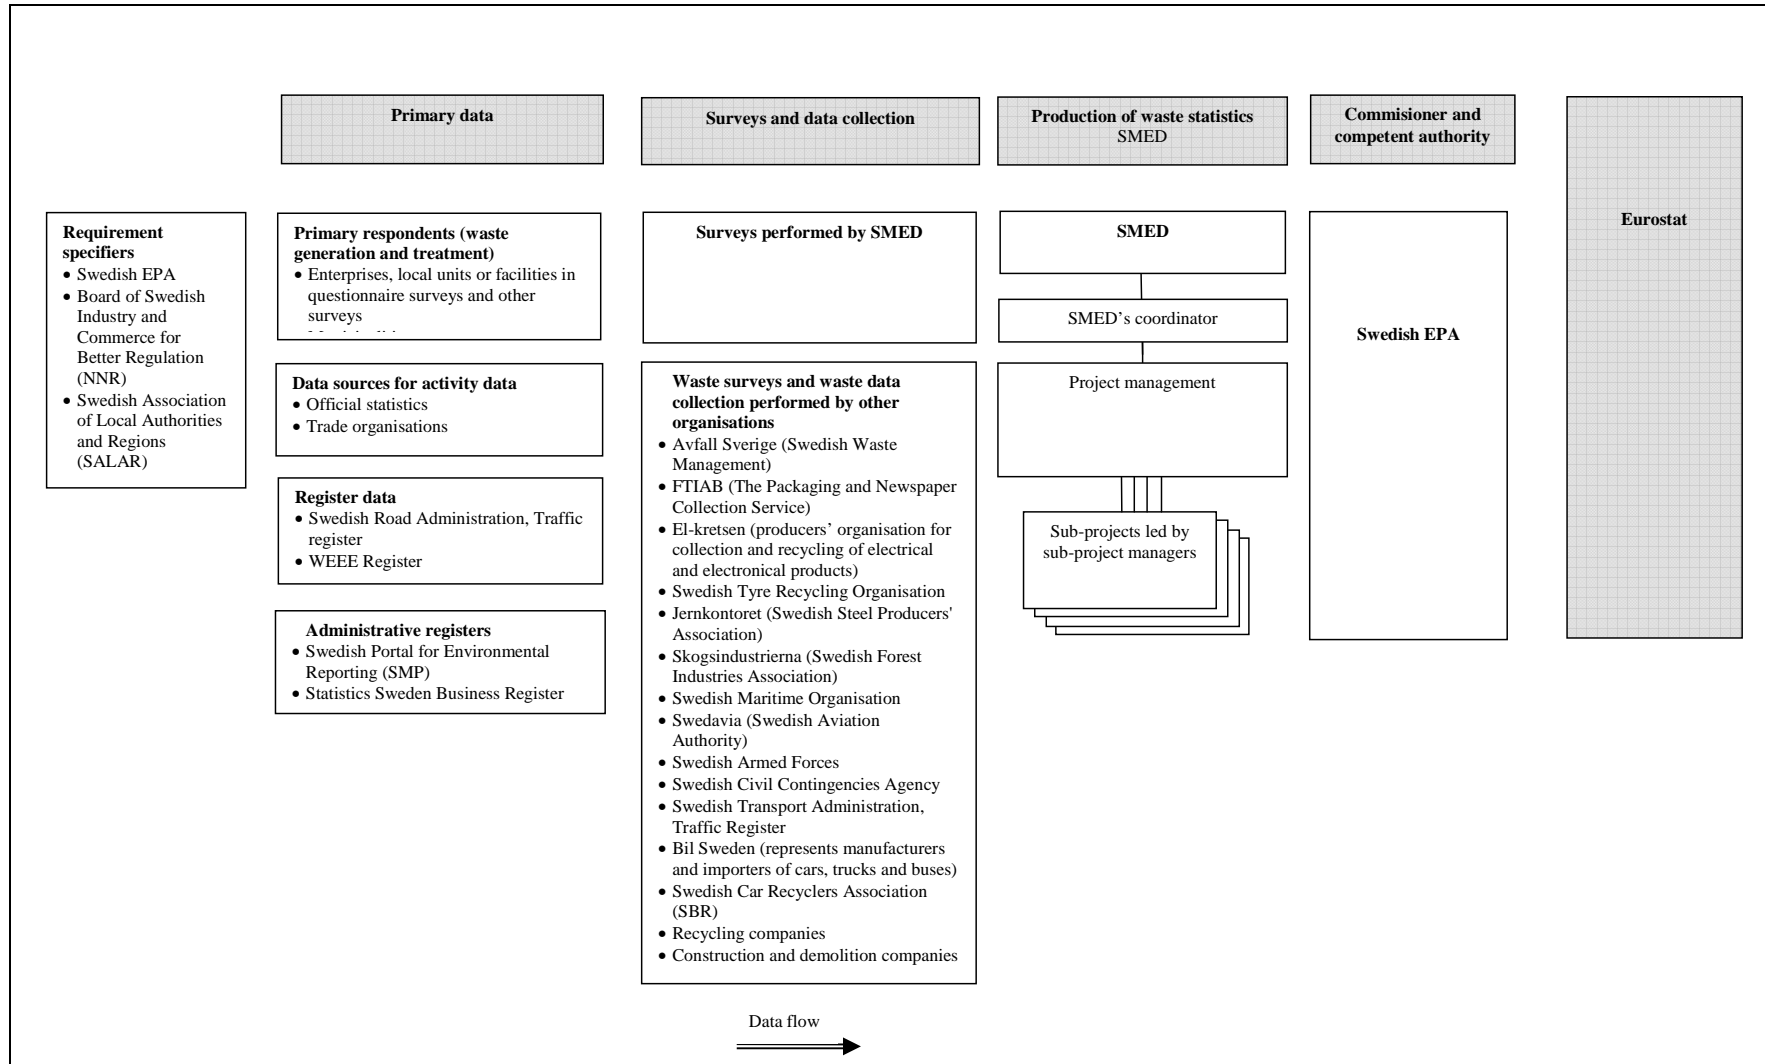 Primary data
Surveys and data collection
Production of waste statistics
SMED
Commisioner and
competent authority
Eurostat
Requirement
specifiers
• Swedish EPA
• Board of Swedish
Industry and
Commerce for
Better Regulation
(NNR)
• Swedish Association
of Local Authorities
and Regions
(SALAR)
Primary respondents (waste
generation and treatment)
• Enterprises, local units or facilities in
questionnaire surveys and other
surveys
Data sources for activity data
• Official statistics
• Trade organisations
Register data
• Swedish Road Administration, Traffic
register
• WEEE Register
Administrative registers
• Swedish Portal for Environmental
Reporting (SMP)
• Statistics Sweden Business Register
Surveys performed by SMED
Waste surveys and waste data
collection performed by other
organisations
• Avfall Sverige (Swedish Waste
Management)
• FTIAB (The Packaging and Newspaper
Collection Service)
• El-kretsen (producers’ organisation for
collection and recycling of electrical
and electronical products)
• Swedish Tyre Recycling Organisation
• Jernkontoret (Swedish Steel Producers'
Association)
• Skogsindustrierna (Swedish Forest
Industries Association)
• Swedish Maritime Organisation
• Swedavia (Swedish Aviation
Authority)
• Swedish Armed Forces
• Swedish Civil Contingencies Agency
• Swedish Transport Administration,
Traffic Register
• Bil Sweden (represents manufacturers
and importers of cars, trucks and buses)
• Swedish Car Recyclers Association
(SBR)
• Recycling companies
• Construction and demolition companies
SMED
SMED’s coordinator
Project management
Sub-projects led by
sub-project managers
Swedish EPA
Data flow